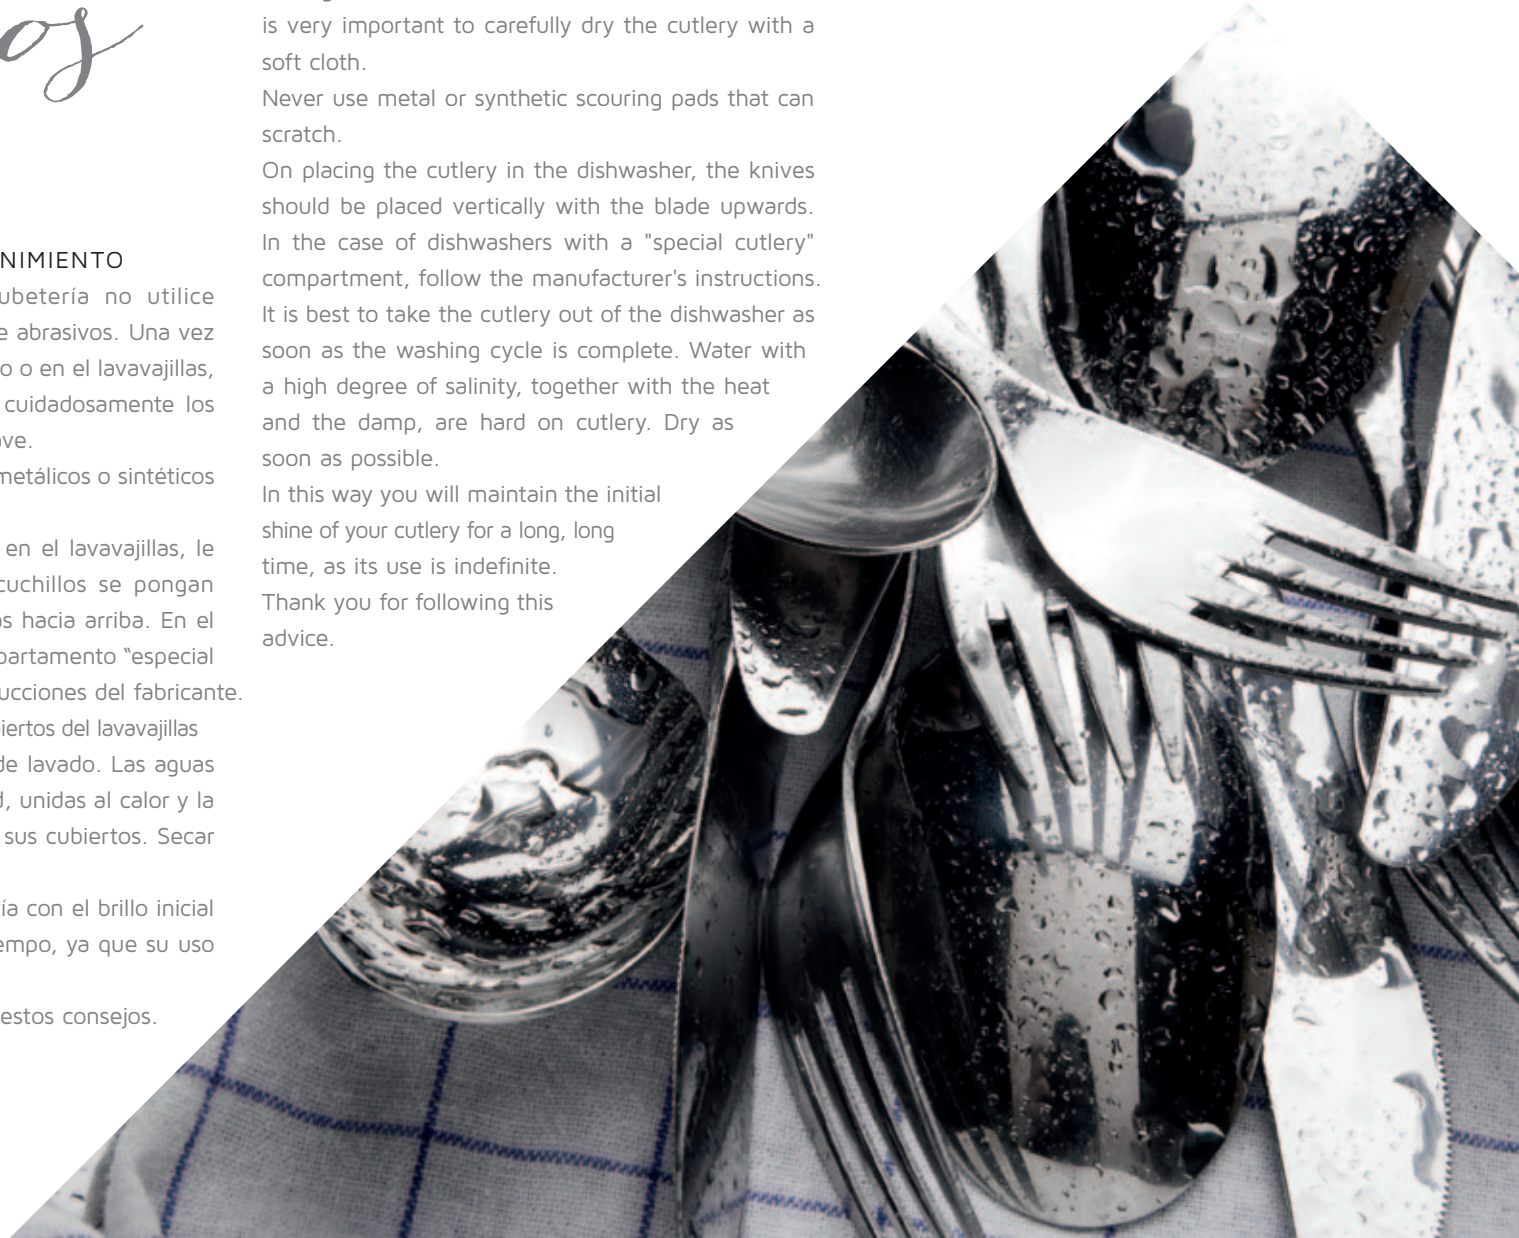 os
NIMIENTO
ubetería no utilice
e abrasivos. Una vez
o o en el lavavajillas,
cuidadosamente los
ve.
metálicos o sintéticos
en el lavavajillas, le
cuchillos se pongan
s hacia arriba. En el
partamento “especial
ucciones del fabricante.
iertos del lavavajillas
de lavado. Las aguas
d, unidas al calor y la
sus cubiertos. Secar
ía con el brillo inicial
empo, ya que su uso
estos consejos.
is very important to carefully dry the cutlery with a
soft cloth.
Never use metal or synthetic scouring pads that can
scratch.
On placing the cutlery in the dishwasher, the knives
should be placed vertically with the blade upwards.
In the case of dishwashers with a "special cutlery"
compartment, follow the manufacturer's instructions.
It is best to take the cutlery out of the dishwasher as
soon as the washing cycle is complete. Water with
a high degree of salinity, together with the heat
and the damp, are hard on cutlery. Dry as
soon as possible.
In this way you will maintain the initial
shine of your cutlery for a long, long
time, as its use is indefinite.
Thank you for following this
advice.